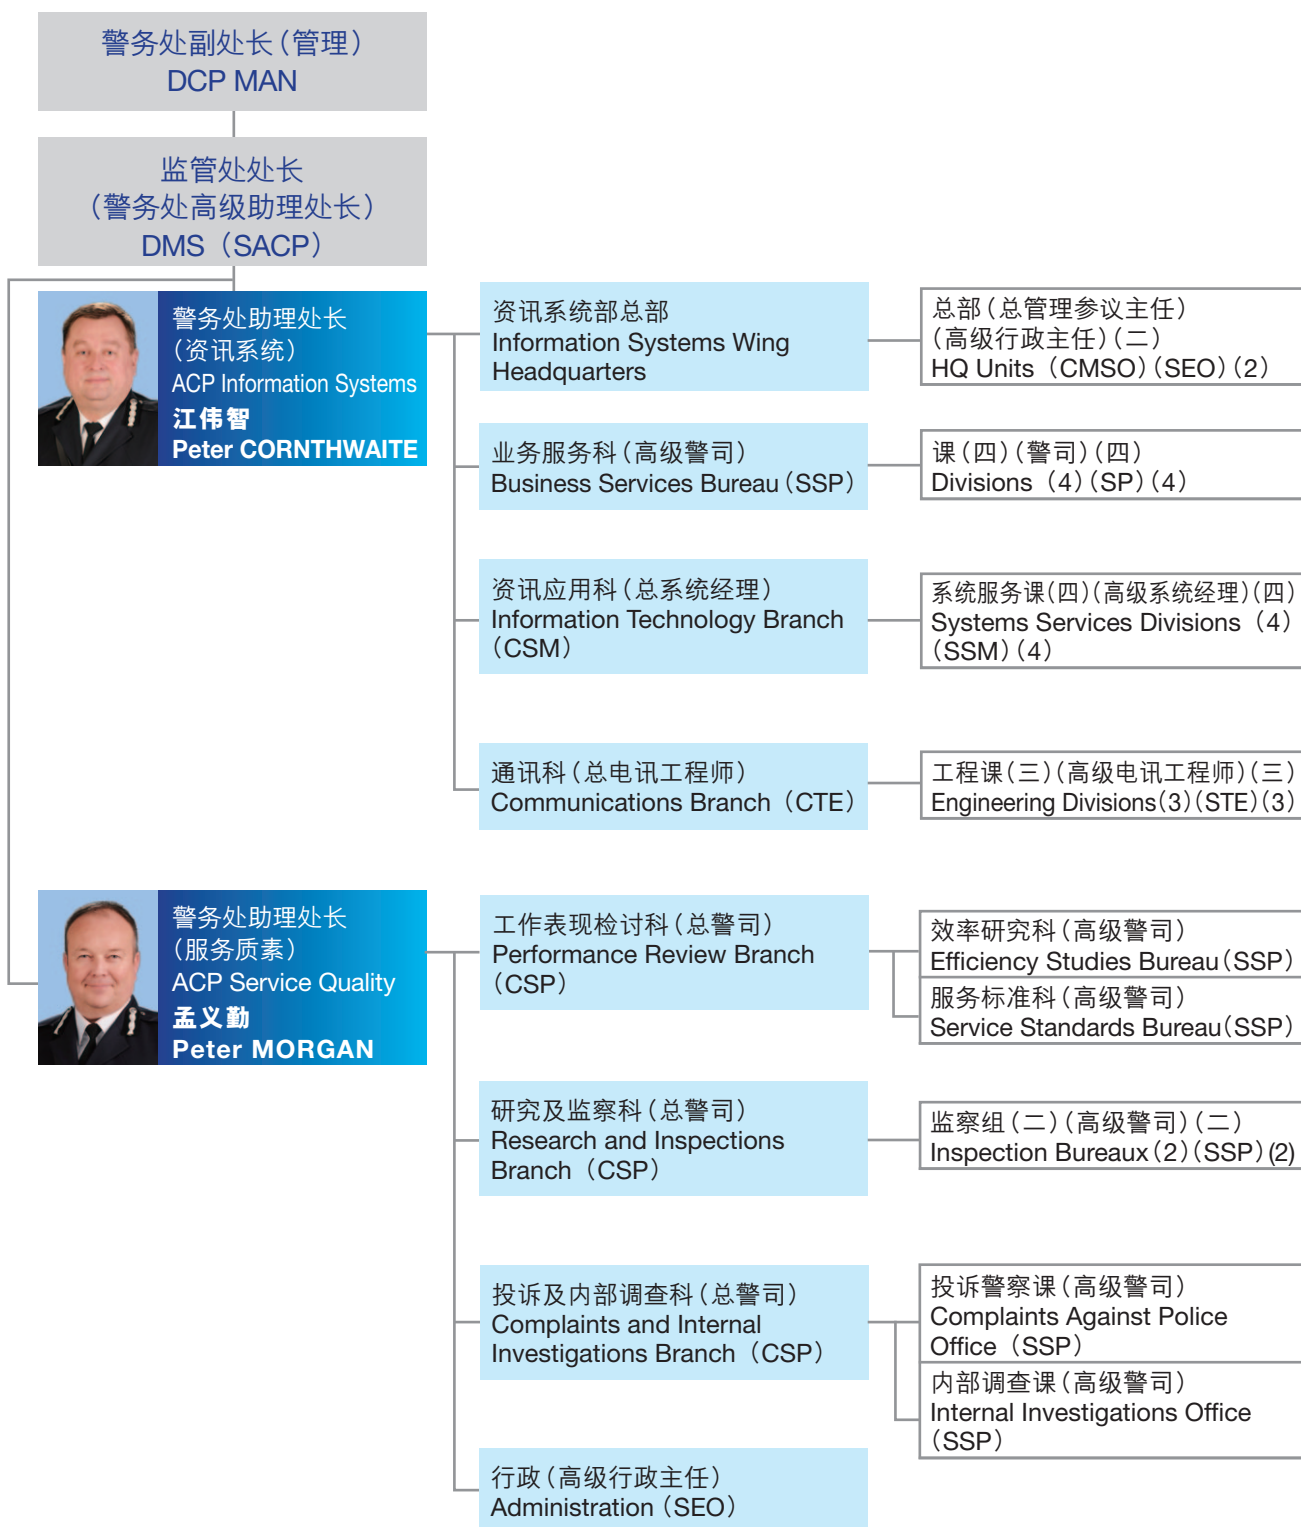 警务处副处长（管理）
DCP MAN
监管处处长
（警务处高级助理处长）
DMS（SACP）
警务处助理处长
（资讯系统）
ACP Information Systems
江伟智
Peter CORNTHWAITE
资讯系统部总部
Information Systems Wing
Headquarters
总部（总管理参议主任）
（高级行政主任）（二）
HQ Units（CMSO）（SEO）（2）
业务服务科（高级警司）
Business Services Bureau（SSP）
课（四）（警司）（四）
Divisions（4）（SP）（4）
资讯应用科（总系统经理）
Information Technology Branch
（CSM）
系统服务课（四）（高级系统经理）（四）
Systems Services Divisions（4）
（SSM）（4）
通讯科（总电讯工程师）
Communications Branch（CTE）
工程课（三）（高级电讯工程师）（三）
Engineering Divisions（3）（STE）（3）
警务处助理处长
（服务质素）
ACP Service Quality
孟义勤
Peter MORGAN
工作表现检讨科（总警司）
Performance Review Branch
（CSP）
效率研究科（高级警司）
Efficiency Studies Bureau（SSP）
服务标准科（高级警司）
Service Standards Bureau（SSP）
研究及监察科（总警司）
Research and Inspections
Branch（CSP）
监察组（二）（高级警司）（二）
Inspection Bureaux（2）（SSP）(2)
投诉及内部调查科（总警司）
Complaints and Internal
Investigations Branch（CSP）
投诉警察课（高级警司）
Complaints Against Police
Office（SSP）
内部调查课（高级警司）
Internal Investigations Office
（SSP）
行政（高级行政主任）
Administration（SEO）